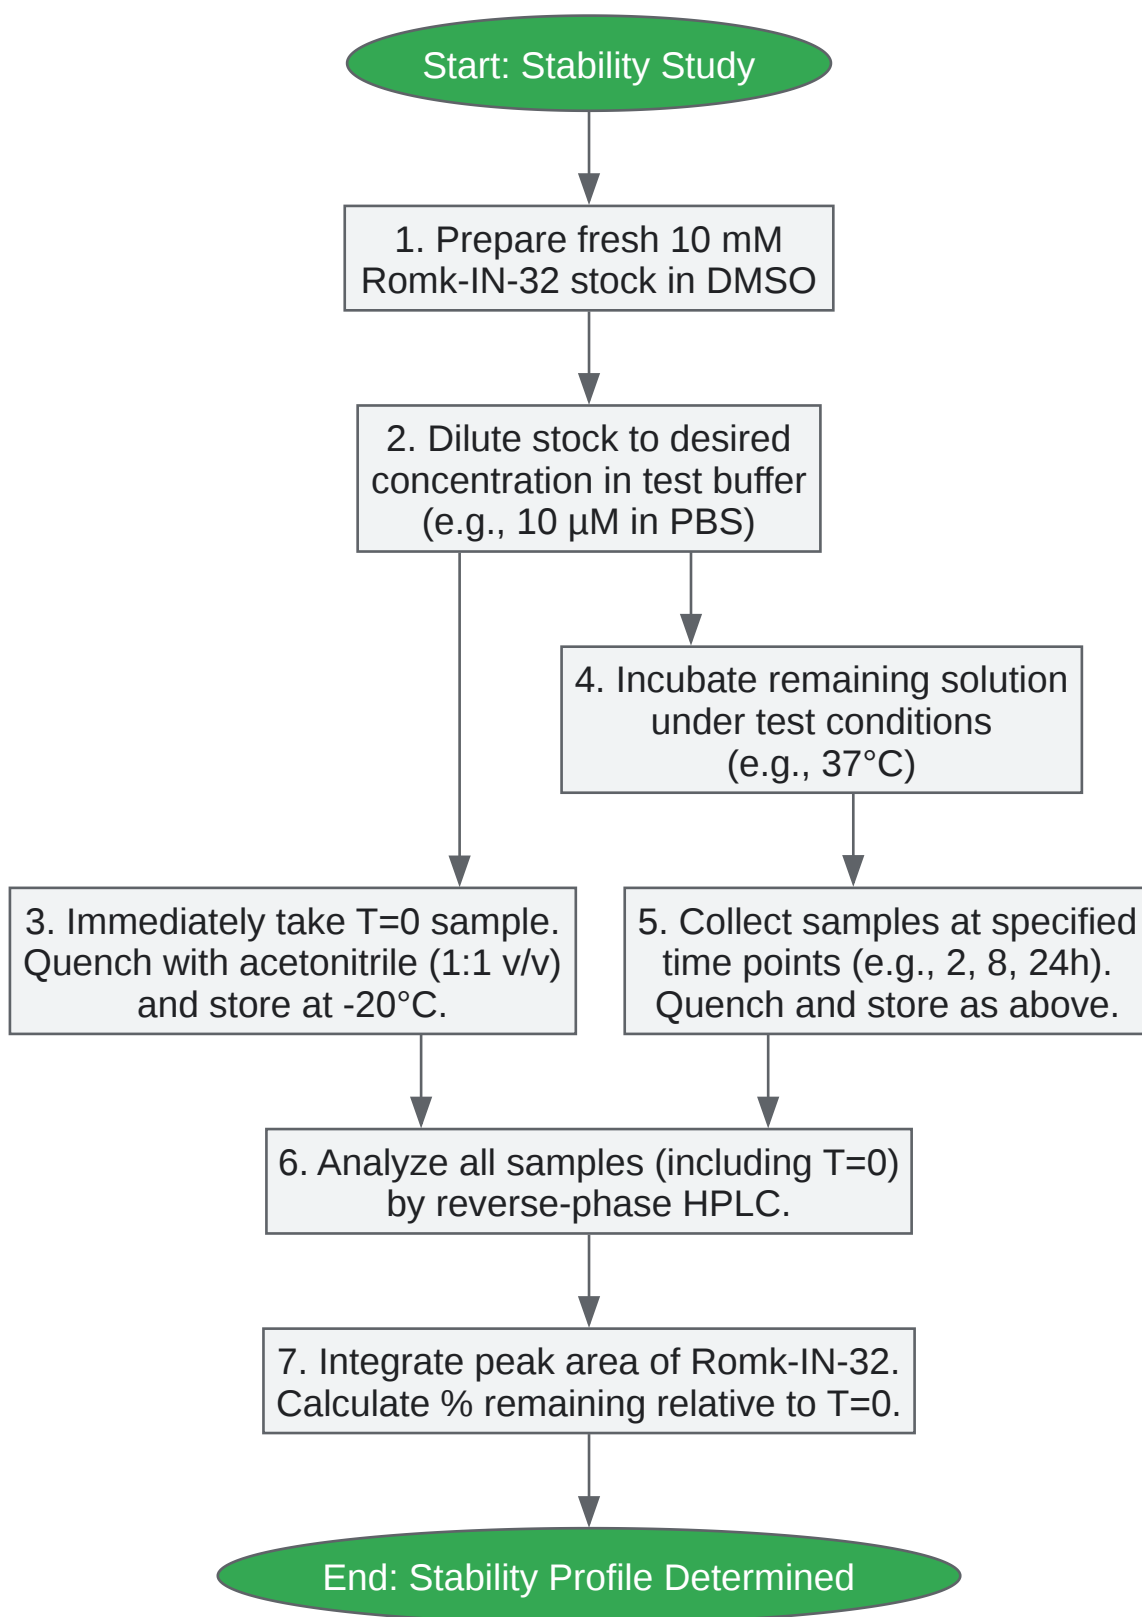 Start: Stability Study
1. Prepare fresh 10 mM
Romk-IN-32 stock in DMSO
2. Dilute stock to desired
concentration in test buffer
(e.g., 10 µM in PBS)
4. Incubate remaining solution
under test conditions
(e.g., 37°C)
3. Immediately take T=0 sample.
Quench with acetonitrile (1:1 v/v)
and store at -20°C.
5. Collect samples at specified
time points (e.g., 2, 8, 24h).
Quench and store as above.
6. Analyze all samples (including T=0)
by reverse-phase HPLC.
7. Integrate peak area of Romk-IN-32.
Calculate % remaining relative to T=0.
End: Stability Profile Determined